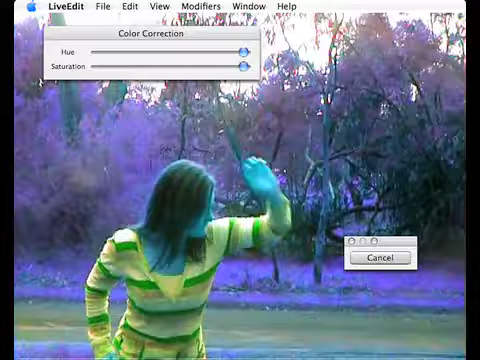 LiveEdit File Edit View Modifiers Window Help
Color Correction
Hue
Saturation
Cancel